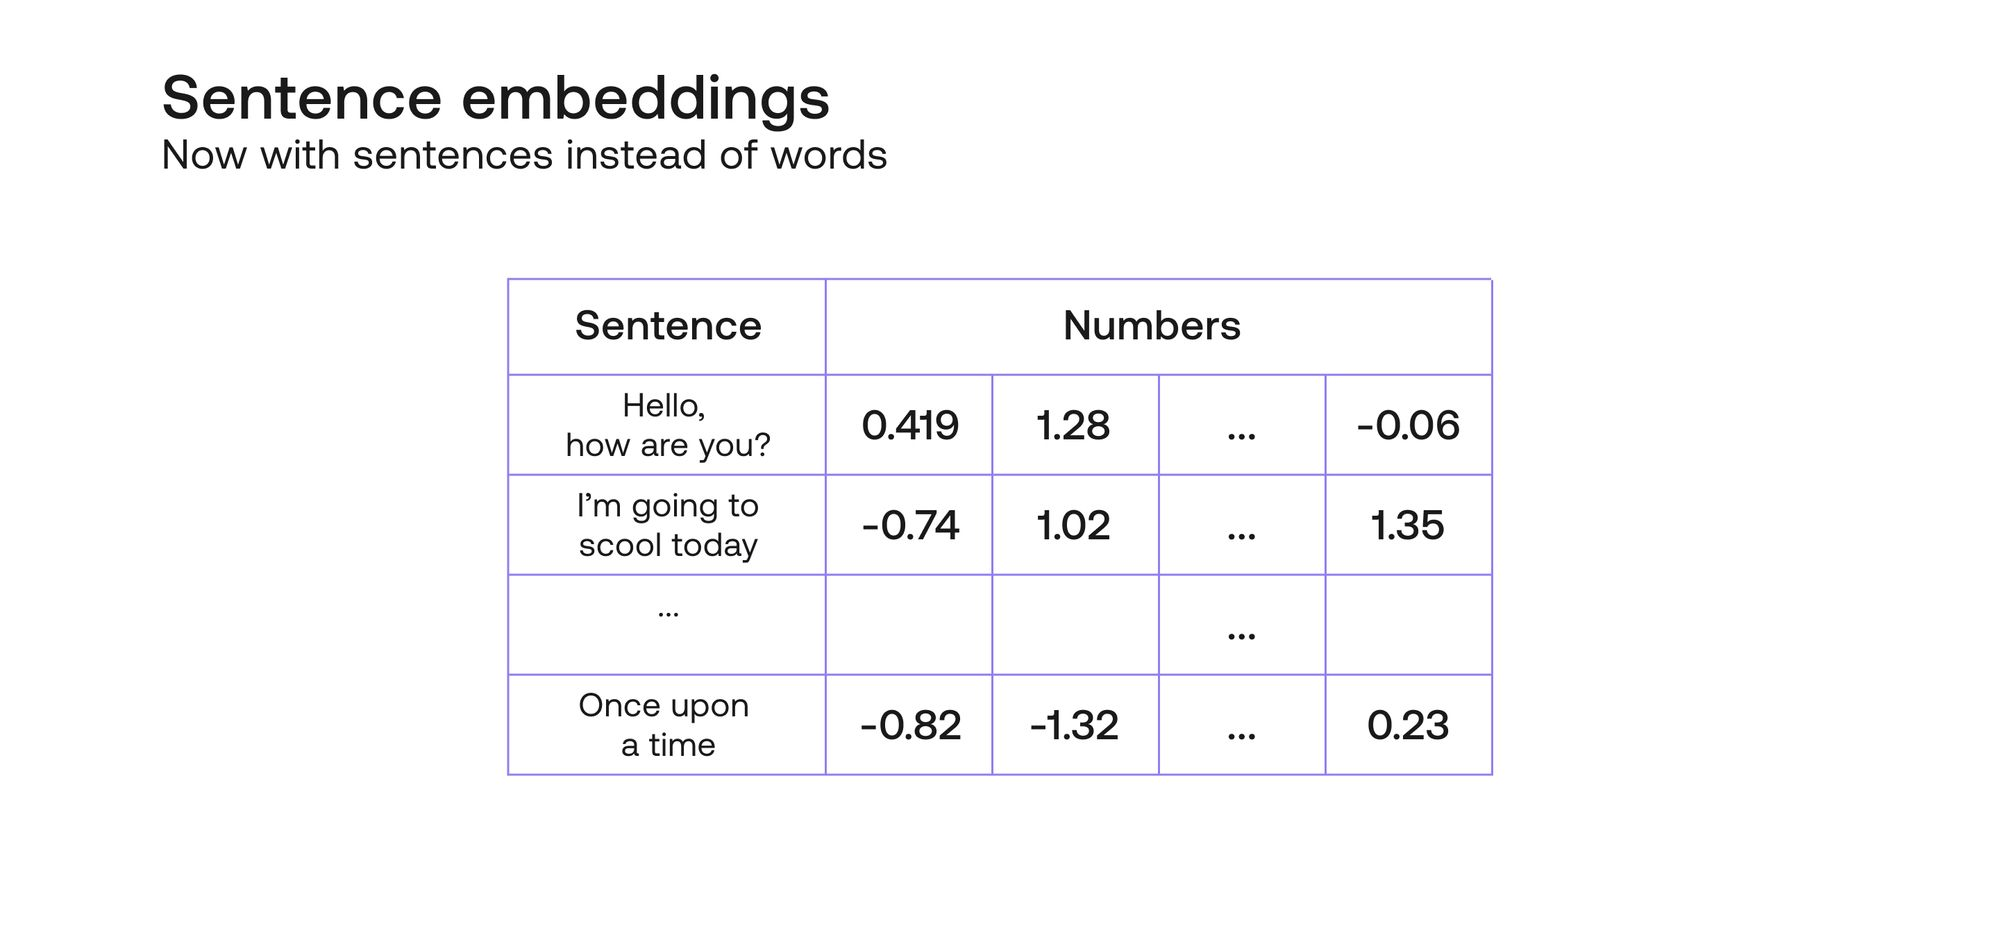 Sentence embeddings
Now with sentences instead of words
Sentence Numbers
Hello,
how are you? 0.419 1.28 ... -0.06
I’m going to
scool today -0.74 1.02 ... 1.35
... ...
Once upon
a time -0.82 -1.32 ... 0.23